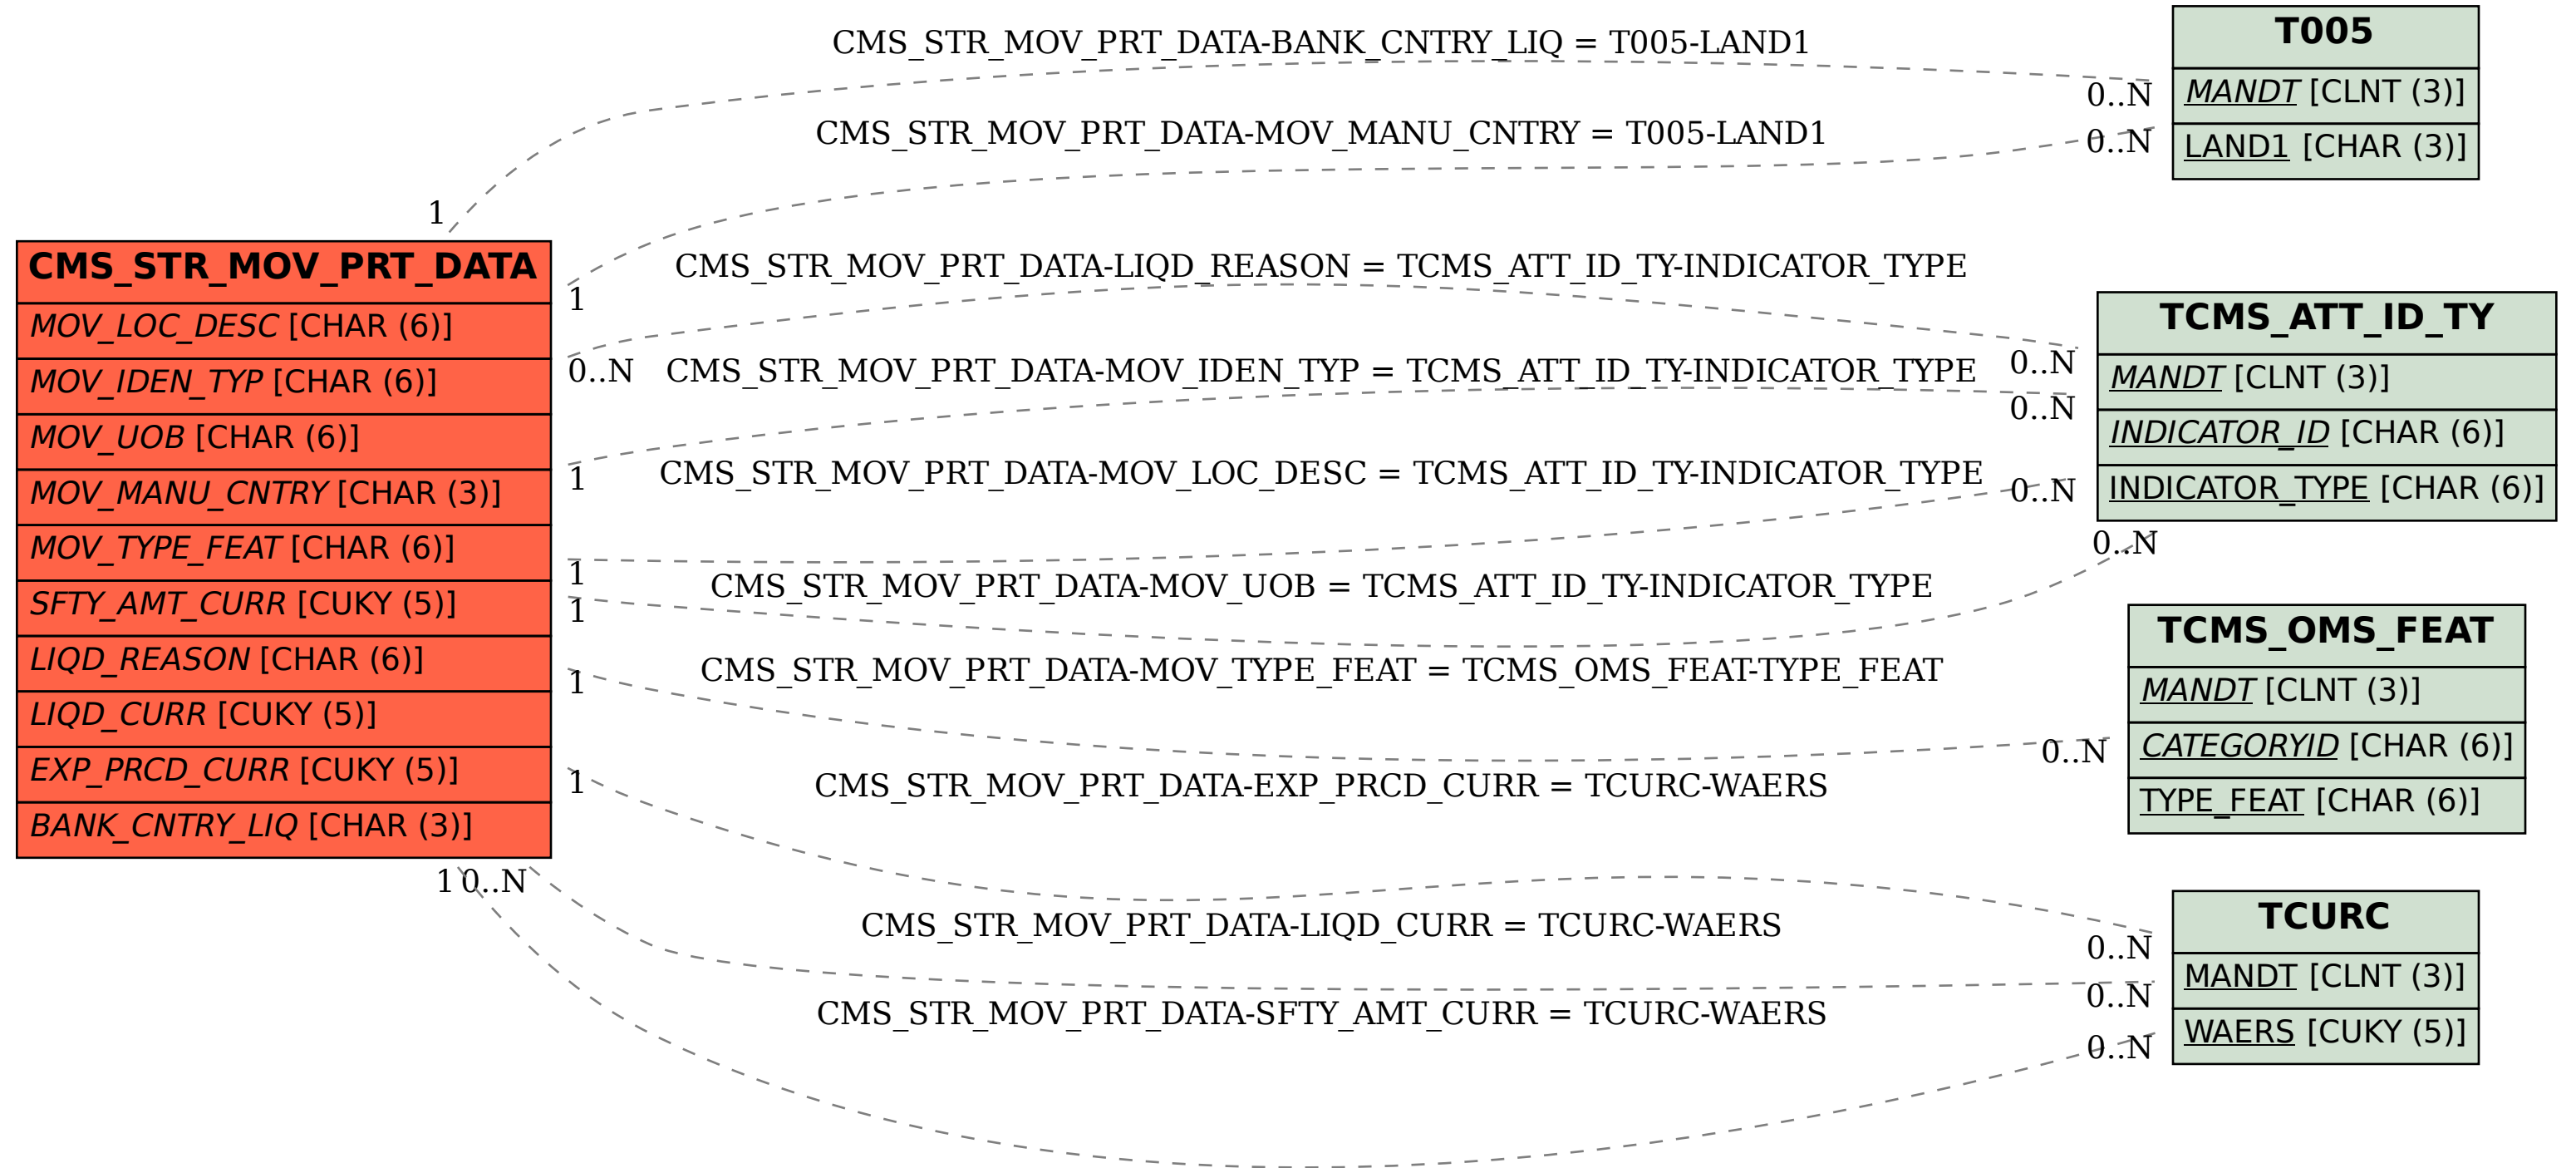 CMS_STR_MOV_PRT_DATA
MOV_LOC_DESC [CHAR (6)]
MOV_IDEN_TYP [CHAR (6)]
MOV_UOB [CHAR (6)]
MOV_MANU_CNTRY [CHAR (3)]
MOV_TYPE_FEAT [CHAR (6)]
SFTY_AMT_CURR [CUKY (5)]
LIQD_REASON [CHAR (6)]
LIQD_CURR [CUKY (5)]
EXP_PRCD_CURR [CUKY (5)]
BANK_CNTRY_LIQ [CHAR (3)]
CMS_STR_MOV_PRT_DATA-BANK_CNTRY_LIQ = T005-LAND1
1
0..N
CMS_STR_MOV_PRT_DATA-MOV_MANU_CNTRY = T005-LAND1
1
0..N
CMS_STR_MOV_PRT_DATA-LIQD_REASON = TCMS_ATT_ID_TY-INDICATOR_TYPE
0..N
0..N
CMS_STR_MOV_PRT_DATA-MOV_IDEN_TYP = TCMS_ATT_ID_TY-INDICATOR_TYPE
1
0..N
CMS_STR_MOV_PRT_DATA-MOV_LOC_DESC = TCMS_ATT_ID_TY-INDICATOR_TYPE
1
0..N
CMS_STR_MOV_PRT_DATA-MOV_UOB = TCMS_ATT_ID_TY-INDICATOR_TYPE
1
0..N
CMS_STR_MOV_PRT_DATA-MOV_TYPE_FEAT = TCMS_OMS_FEAT-TYPE_FEAT
1
0..N
CMS_STR_MOV_PRT_DATA-EXP_PRCD_CURR = TCURC-WAERS
1
0..N
CMS_STR_MOV_PRT_DATA-LIQD_CURR = TCURC-WAERS
0..N
0..N
CMS_STR_MOV_PRT_DATA-SFTY_AMT_CURR = TCURC-WAERS
1
0..N
T005
MANDT [CLNT (3)]
LAND1 [CHAR (3)]
TCMS_ATT_ID_TY
MANDT [CLNT (3)]
INDICATOR_ID [CHAR (6)]
INDICATOR_TYPE [CHAR (6)]
TCMS_OMS_FEAT
MANDT [CLNT (3)]
CATEGORYID [CHAR (6)]
TYPE_FEAT [CHAR (6)]
TCURC
MANDT [CLNT (3)]
WAERS [CUKY (5)]